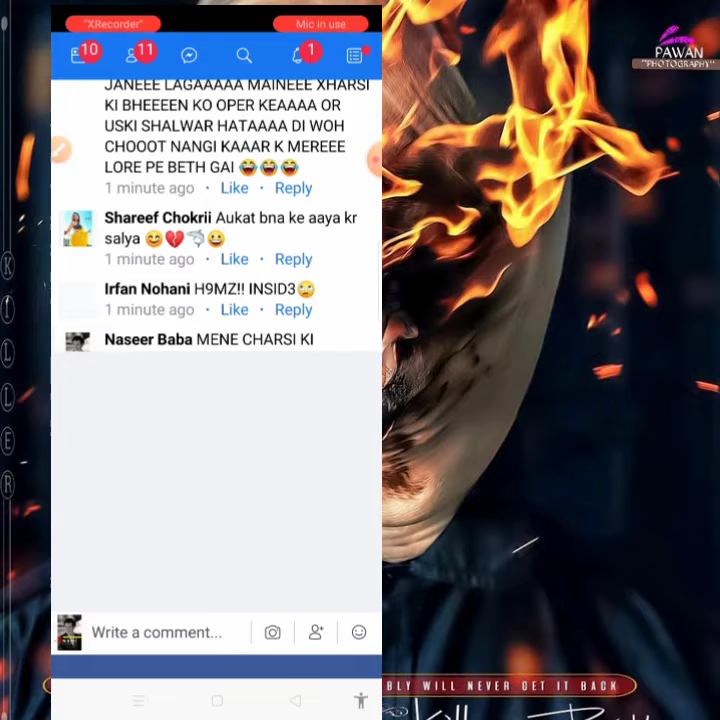 "XRecorder"
Mic in use
10
11
1
PAWAN
"PHOTOGRAPHY"
JANEEE LAGAAAAA MAINEEE XHARSI
KI BHEEEEN KO OPER KEAAAA OR
USKI SHALWAR HATAAAA DI WOH
CHOOOT NANGI KAAAR K MEREEE
LORE PE BETH GAI 😂😂😂
1 minute ago · Like · Reply
Shareef Chokrii Aukat bna ke aaya kr
salya 😊💔🦈😀
1 minute ago · Like · Reply
Irfan Nohani H9MZ!! INSID3🙄
1 minute ago · Like · Reply
Naseer Baba MENE CHARSI KI
Write a comment...
K
I
L
L
E
R
BLY WILL NEVER GET IT BACK